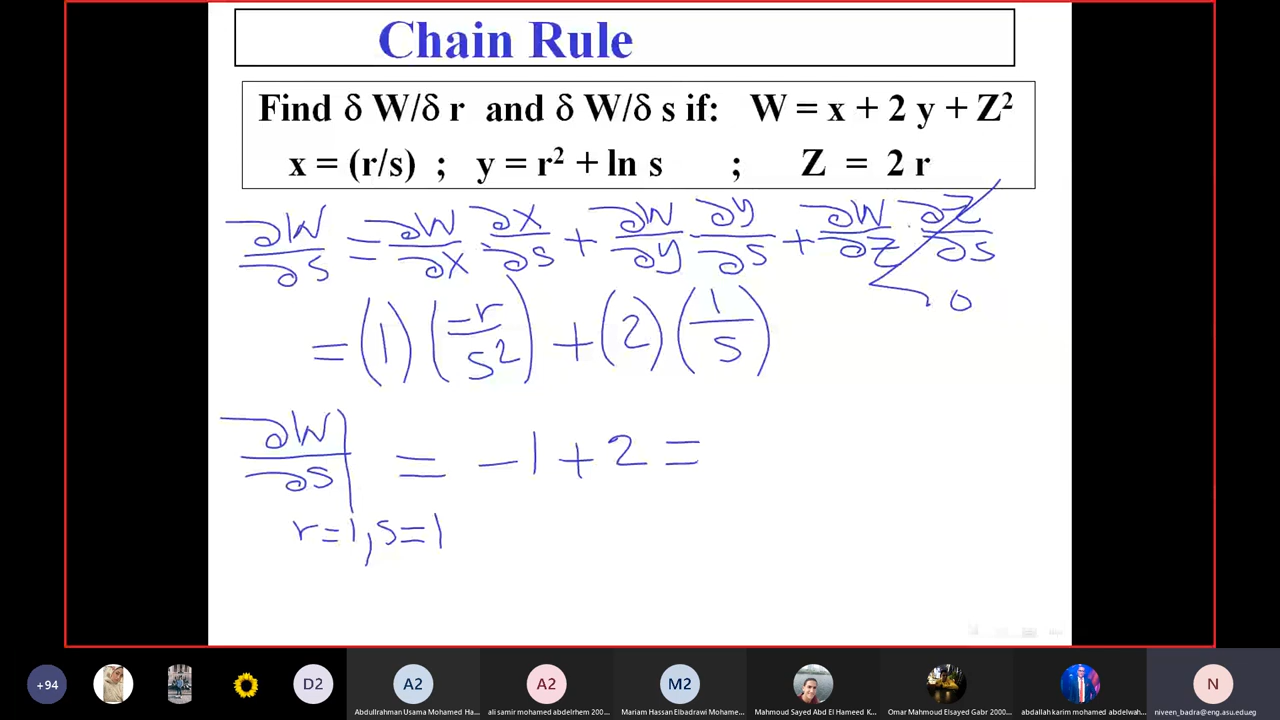 Chain Rule
Find δ W/δ r and δ W/δ s if: W = x + 2 y + Z²
x = (r/s) ; y = r² + ln s ; Z = 2 r
∂W/∂s = ∂W/∂x ∂x/∂s + ∂W/∂y · ∂y/∂s + ∂W/∂z · ∂z/∂s
0
= (1) (-r/s²) + (2) (1/s)
∂W/∂s| = -1 + 2 =
r=1, s=1
+94
D2
A2
A2
M2
N
Abdullrahman Usama Mohamed Ha...
ali samir mohamed abdelrhem 200...
Mariam Hassan Elbadrawi Mohame...
Mahmoud Sayed Abd El Hameed K...
Omar Mahmoud Elsayed Gabr 2000...
abdallah karim mohamed abdelwah...
niveen_badra@eng.asu.edueg